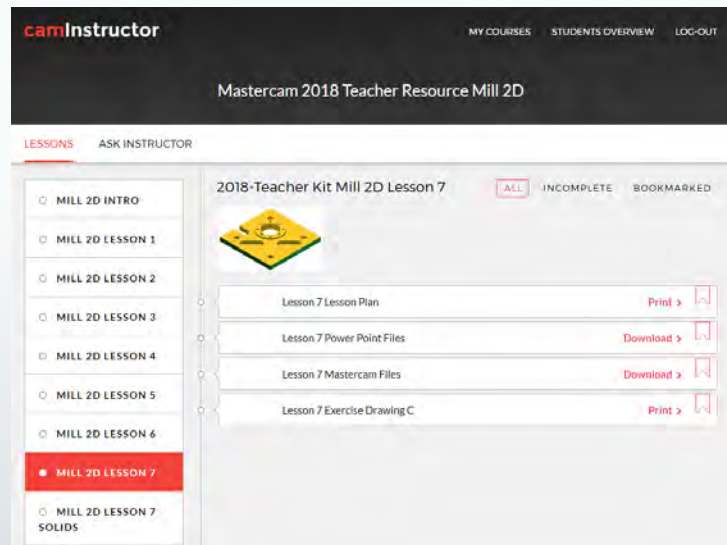 camInstructor
MY COURSES STUDENTS OVERVIEW LOG-OUT
Mastercam 2018 Teacher Resource Mill 2D
LESSONS ASK INSTRUCTOR
MILL 2D INTRO
MILL 2D LESSON 1
MILL 2D LESSON 2
MILL 2D LESSON 3
MILL 2D LESSON 4
MILL 2D LESSON 5
MILL 2D LESSON 6
MILL 2D LESSON 7
MILL 2D LESSON 7
SOLIDS
2018-Teacher Kit Mill 2D Lesson 7 ALL INCOMPLETE BOOKMARKED
Lesson 7 Lesson Plan Print >
Lesson 7 Power Point Files Download >
Lesson 7 Mastercam Files Download >
Lesson 7 Exercise Drawing C Print >